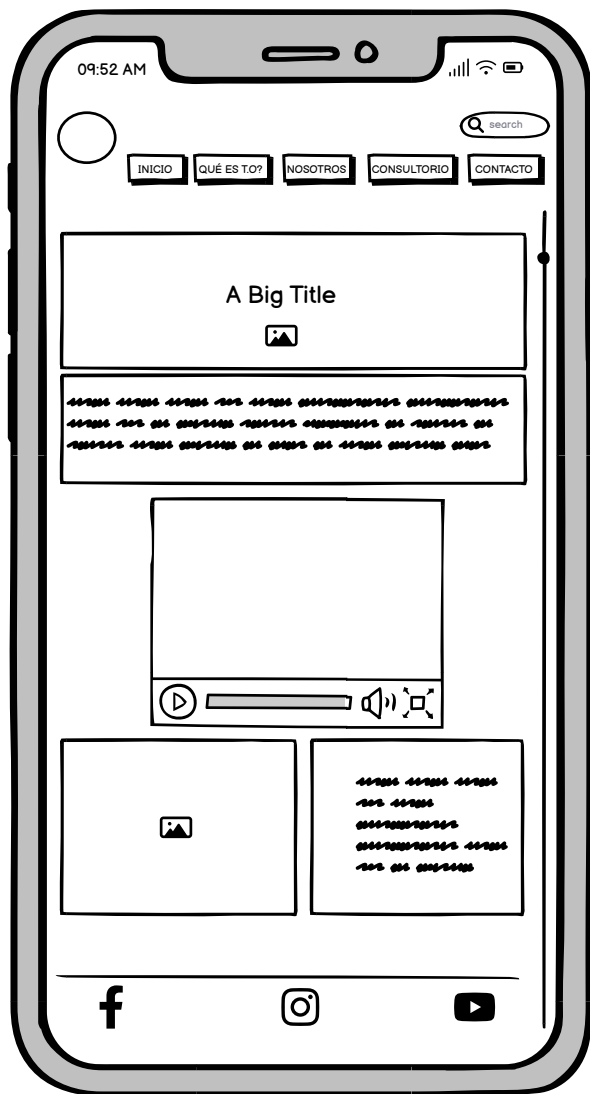 09:52 AM
search
INICIO
QUÉ ES T.O?
NOSOTROS
CONSULTORIO
CONTACTO
A Big Title